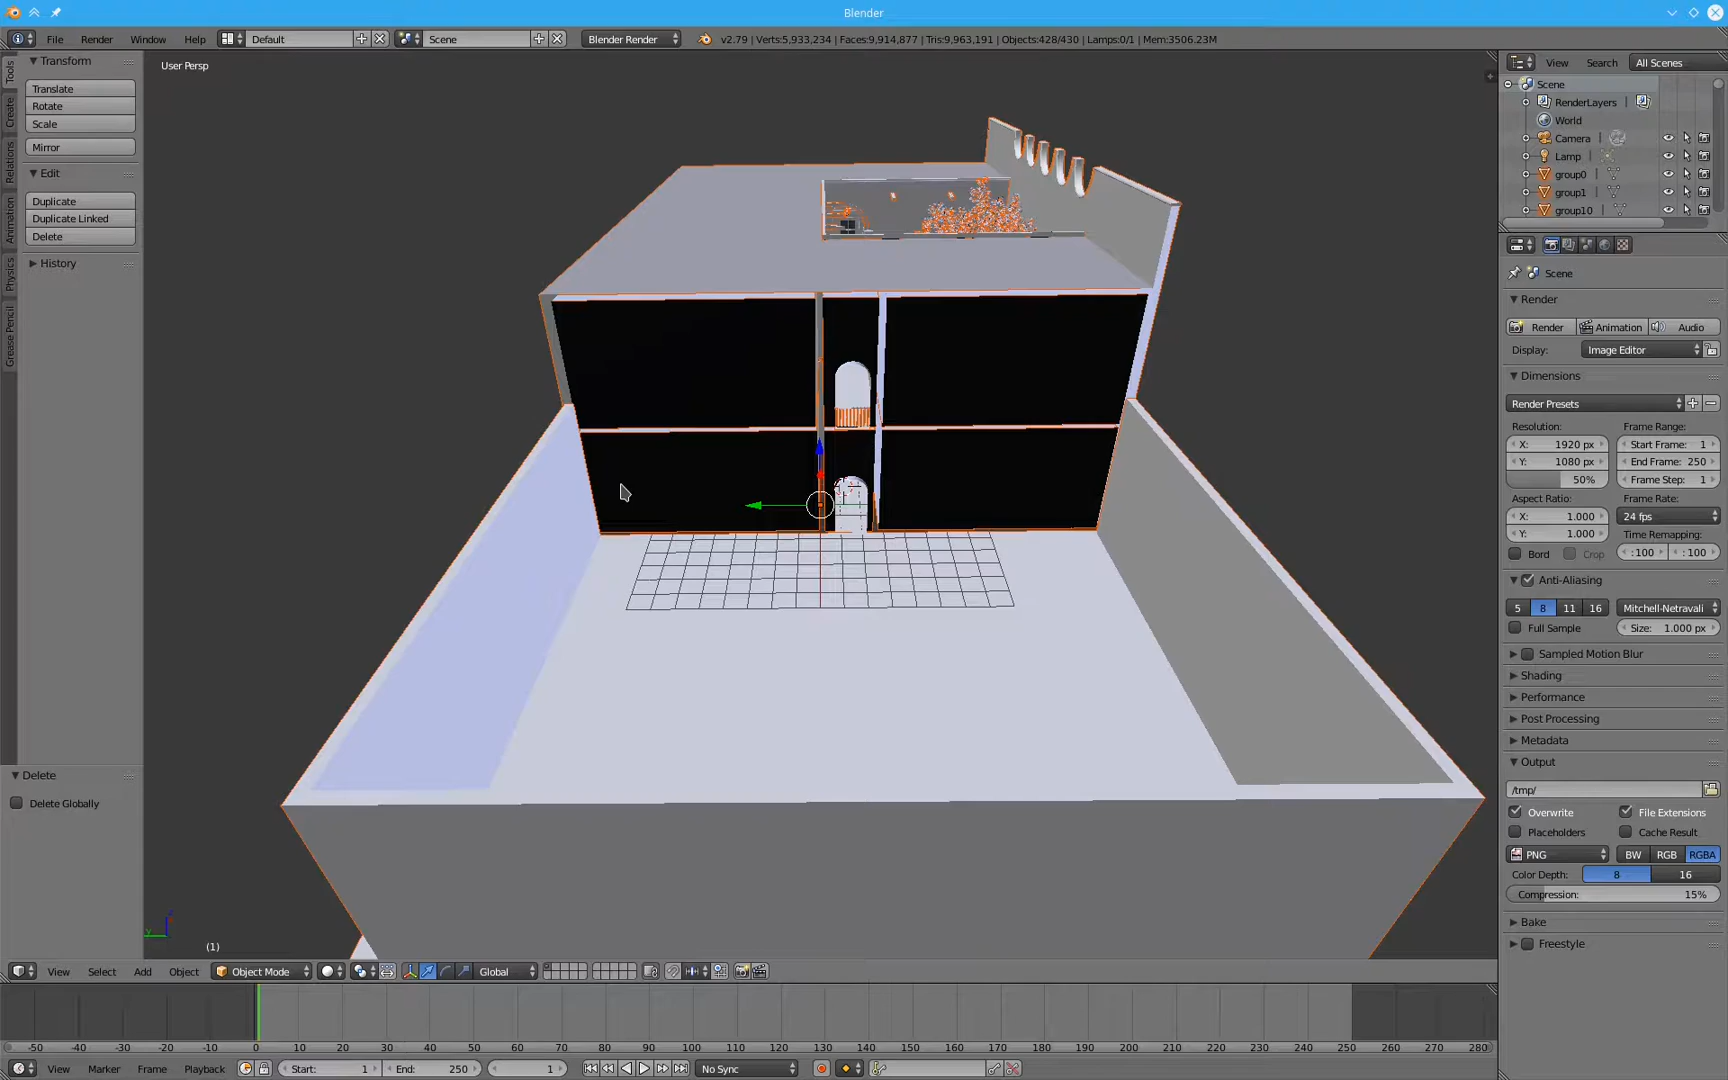 Blender
File Render Window Help Default Scene Blender Render v2.79 | Verts:5,933,234 | Faces:9,914,877 | Tris:9,963,191 | Objects:428/430 | Lamps:0/1 | Mem:3506.23M
Tools
Create
Relations
Animation
Physics
Grease Pencil
Transform
Translate
Rotate
Scale
Mirror
Edit
Duplicate
Duplicate Linked
Delete
History
Delete
Delete Globally
User Persp
(1)
View Search All Scenes
Scene
RenderLayers
World
Camera
Lamp
group0
group1
group10
Scene
Render
Render Animation Audio
Display: Image Editor
Dimensions
Render Presets
Resolution: Frame Range:
X: 1920 px Start Frame: 1
Y: 1080 px End Frame: 250
50% Frame Step: 1
Aspect Ratio: Frame Rate:
X: 1.000 24 fps
Y: 1.000 Time Remapping:
Bord Crop :100 :100
Anti-Aliasing
5 8 11 16 Mitchell-Netravali
Full Sample Size: 1.000 px
Sampled Motion Blur
Shading
Performance
Post Processing
Metadata
Output
/tmp/
Overwrite File Extensions
Placeholders Cache Result
PNG BW RGB RGBA
Color Depth: 8 16
Compression: 15%
Bake
Freestyle
View Select Add Object Object Mode Global
-50 -40 -30 -20 -10 0 10 20 30 40 50 60 70 80 90 100 110 120 130 140 150 160 170 180 190 200 210 220 230 240 250 260 270 280
View Marker Frame Playback Start: 1 End: 250 1 No Sync